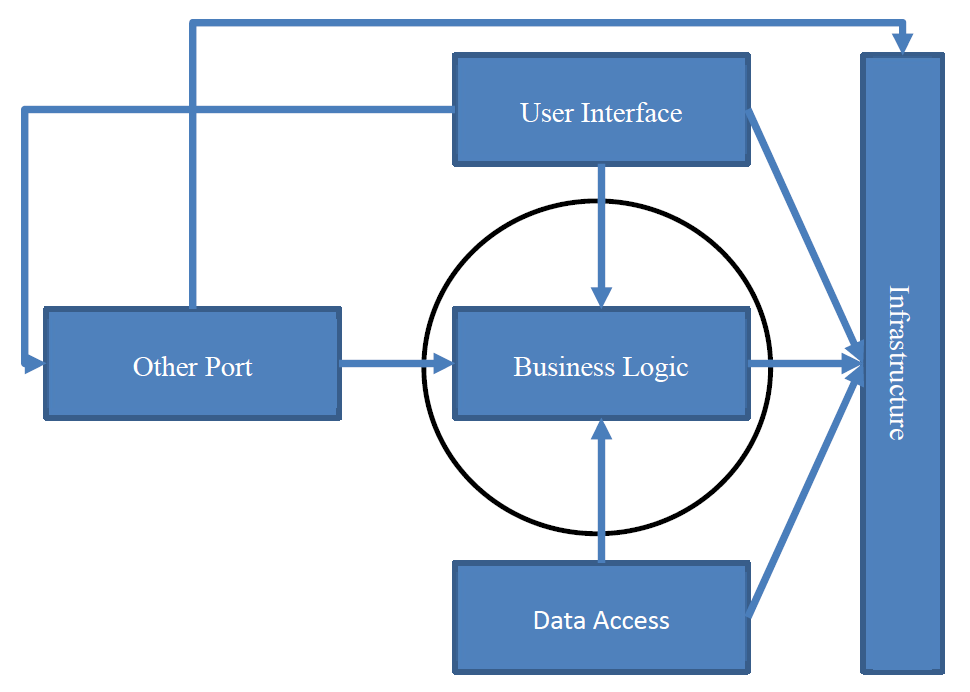 User Interface
Other Port
Business Logic
Infrastructure
Data Access